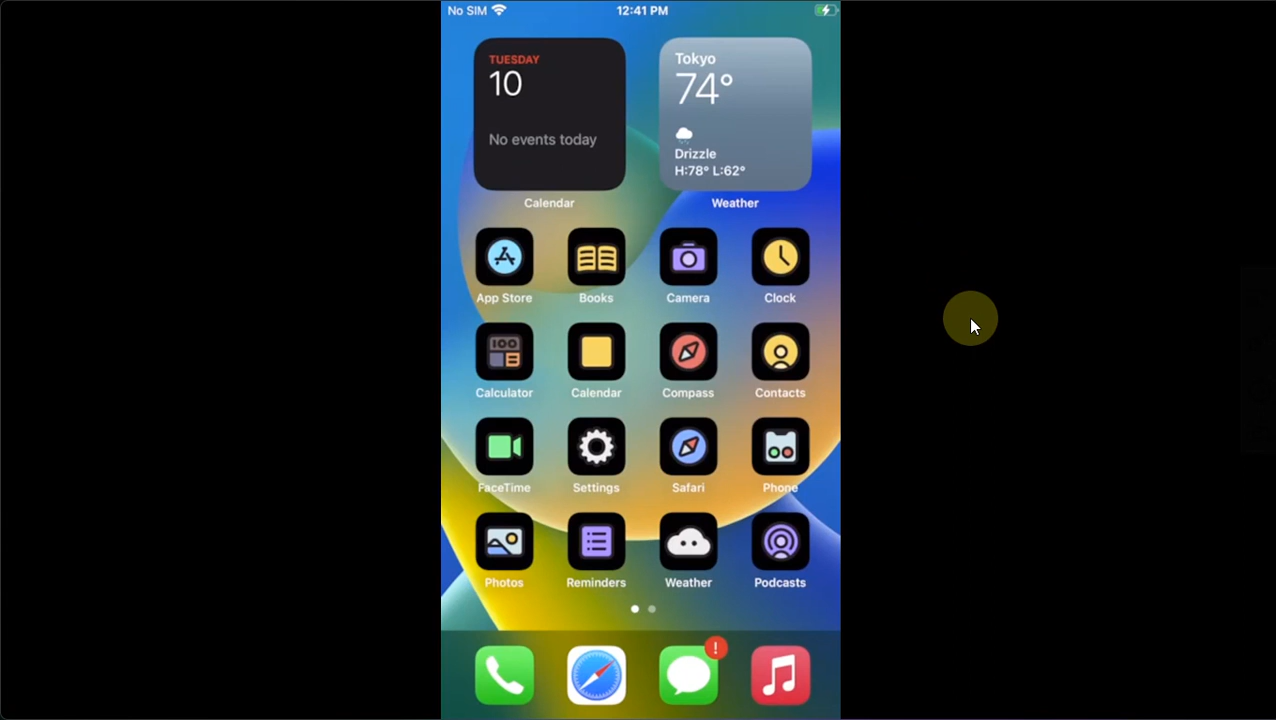 No SIM 12:41 PM
TUESDAY
10
No events today
Calendar
Tokyo
74°
Drizzle
H:78° L:62°
Weather
App Store Books Camera Clock
100
Calculator Calendar Compass Contacts
FaceTime Settings Safari Phone
Photos Reminders Weather Podcasts
!